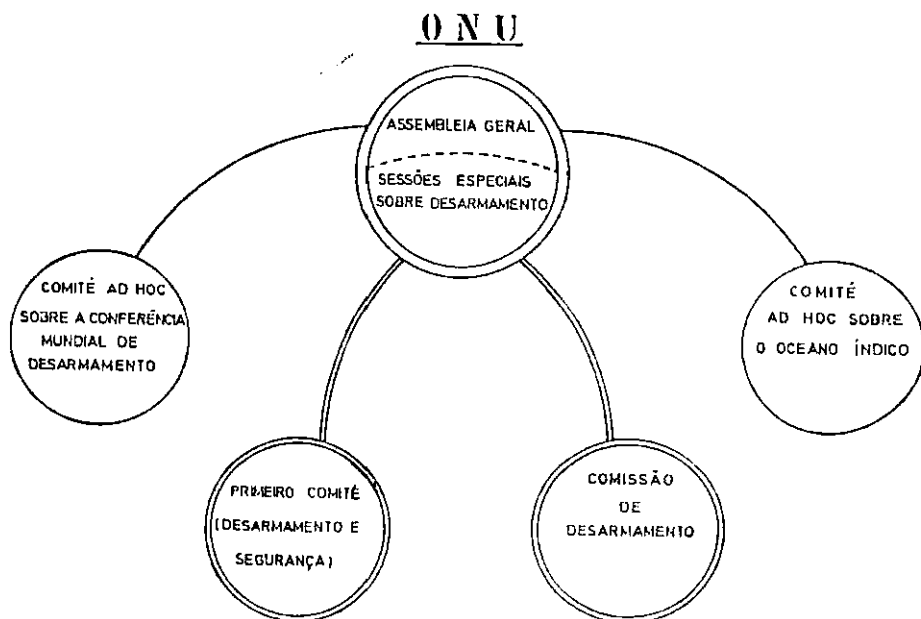 O N U
ASSEMBLEIA GERAL
SESSÕES ESPECIAIS
SOBRE DESARMAMENTO
COMITÉ AD HOC
SOBRE A CONFERÊNCIA
MUNDIAL DE
DESARMAMENTO
COMITÉ
AD HOC SOBRE
O OCEANO ÍNDICO
PRIMEIRO COMITÉ
(DESARMAMENTO E
SEGURANÇA)
COMISSÃO
DE
DESARMAMENTO